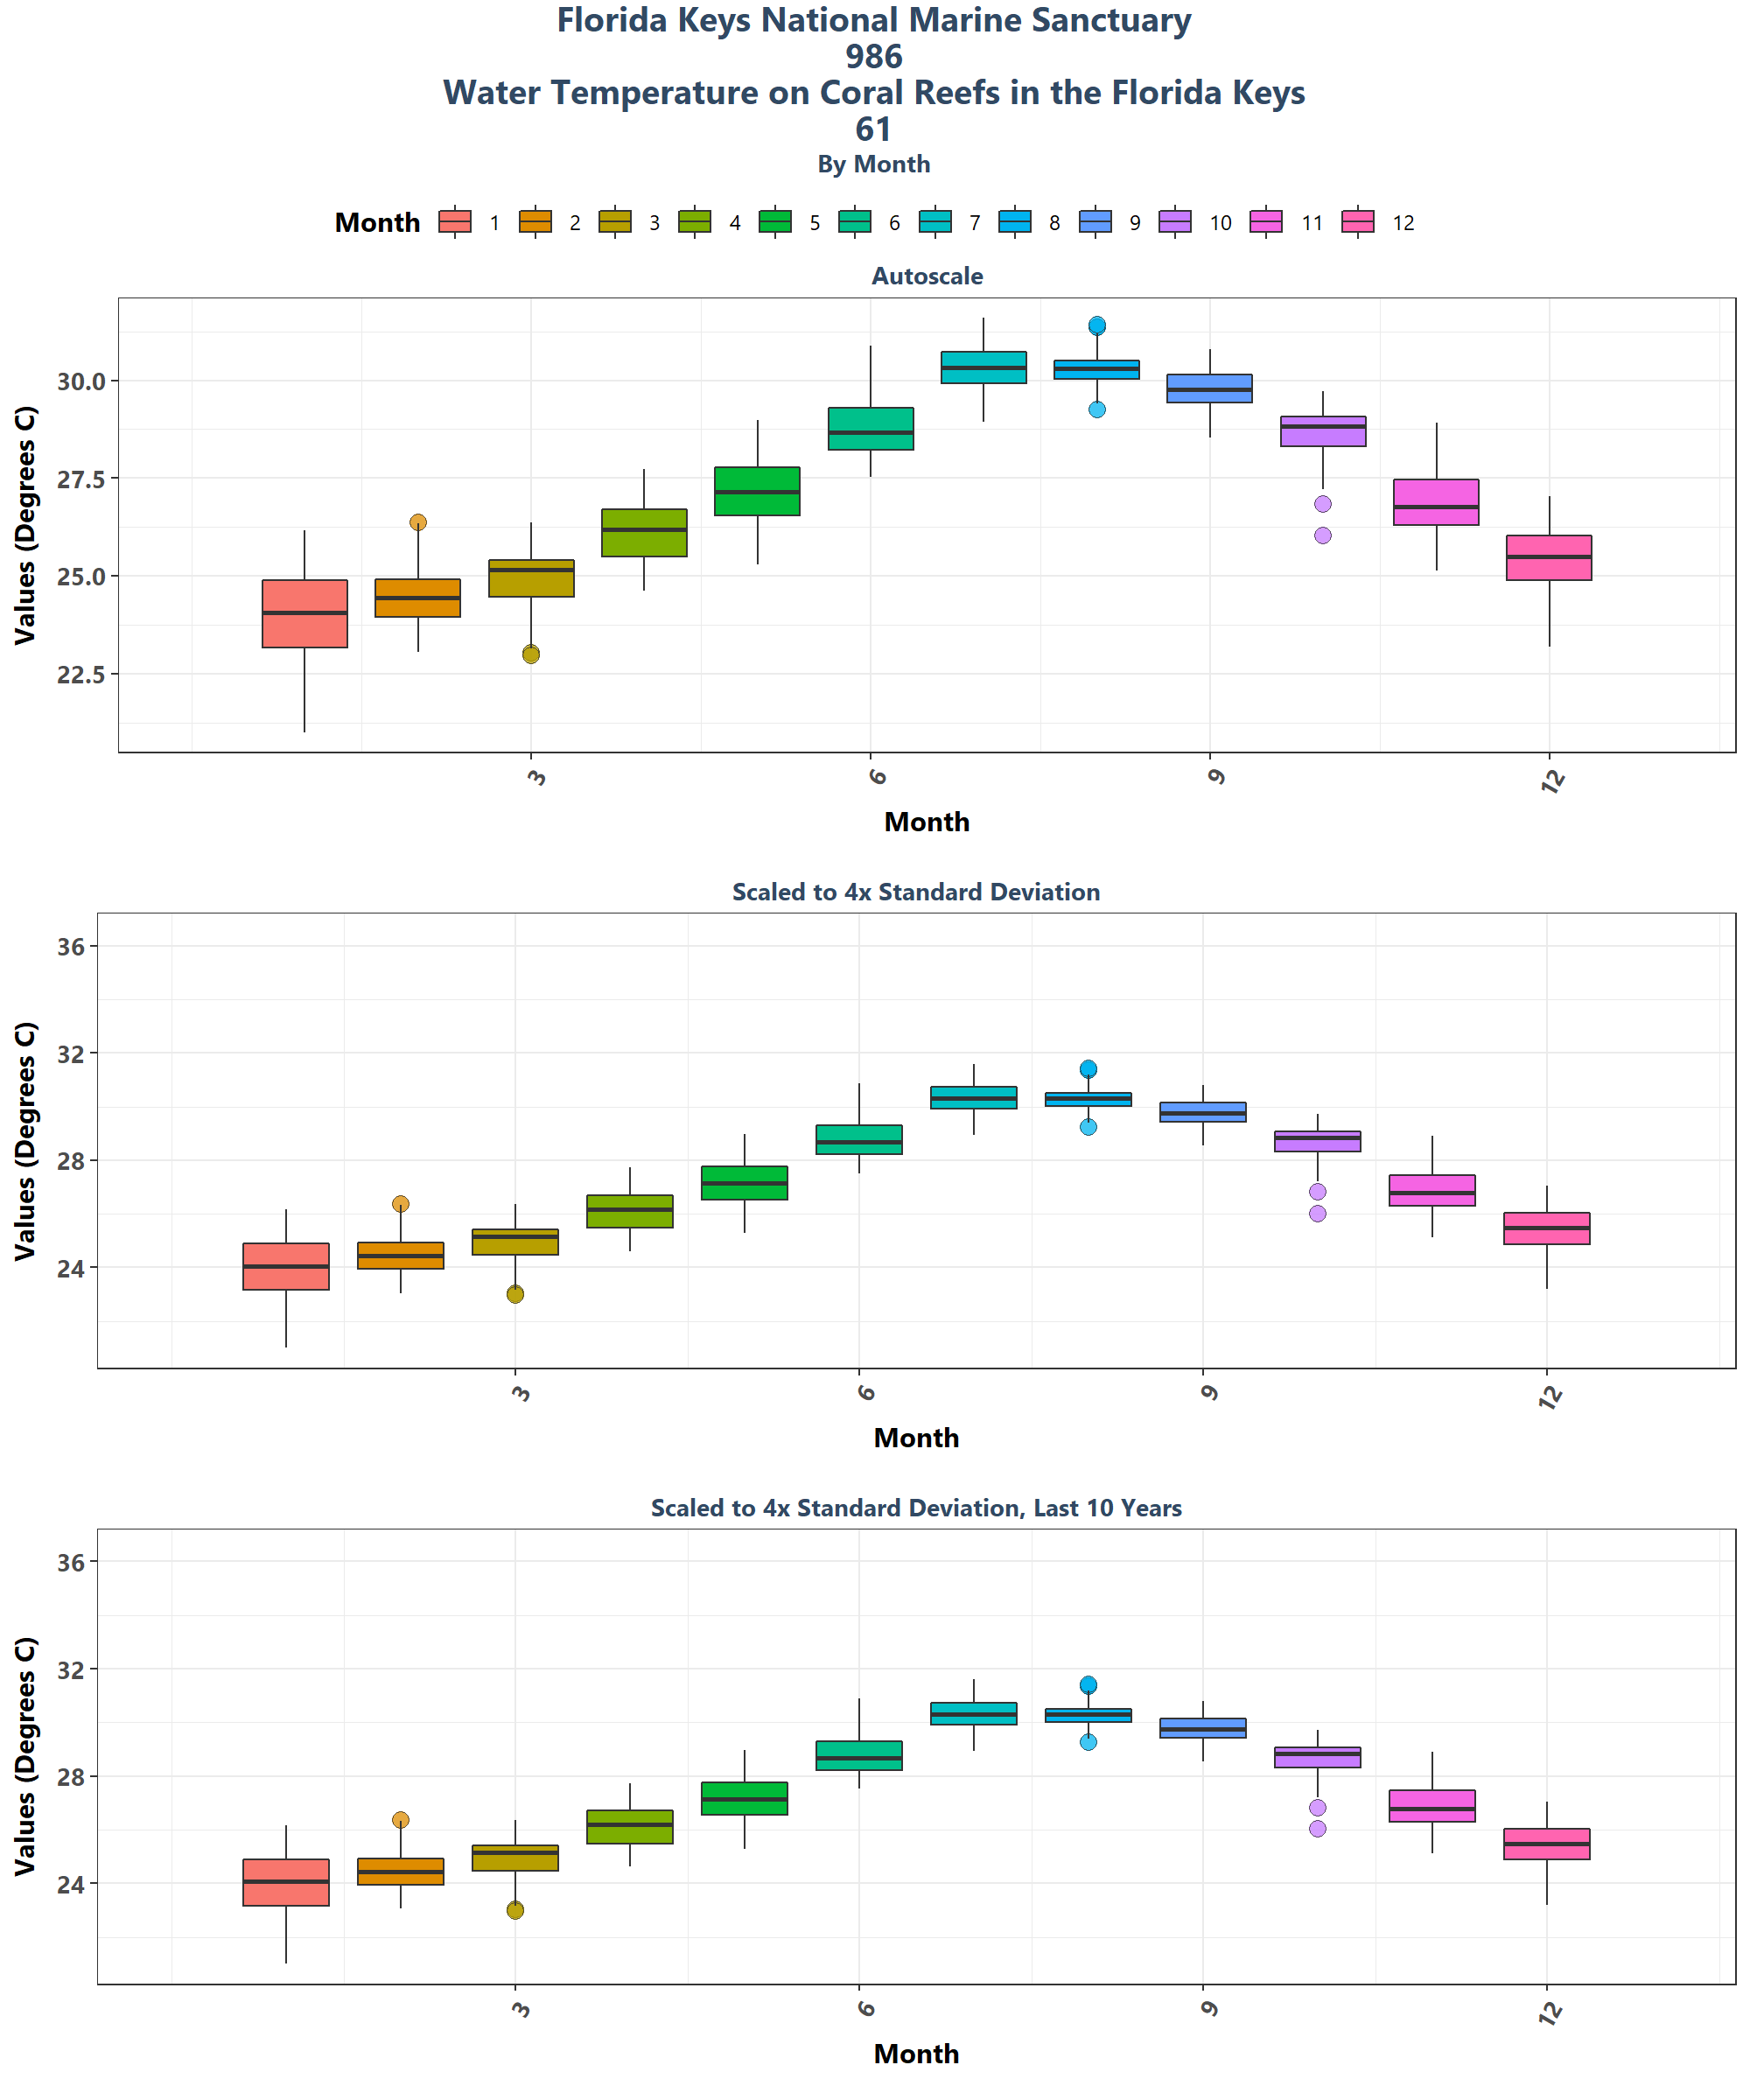 Florida Keys National Marine Sanctuary
986
Water Temperature on Coral Reefs in the Florida Keys
61
By Month
Month 1 2 3 4 5 6 7 8 9 10 11 12
Autoscale
Values (Degrees C)
30.0
27.5
25.0
22.5
3 6 9 12
Month
Scaled to 4x Standard Deviation
Values (Degrees C)
36
32
28
24
3 6 9 12
Month
Scaled to 4x Standard Deviation, Last 10 Years
Values (Degrees C)
36
32
28
24
3 6 9 12
Month